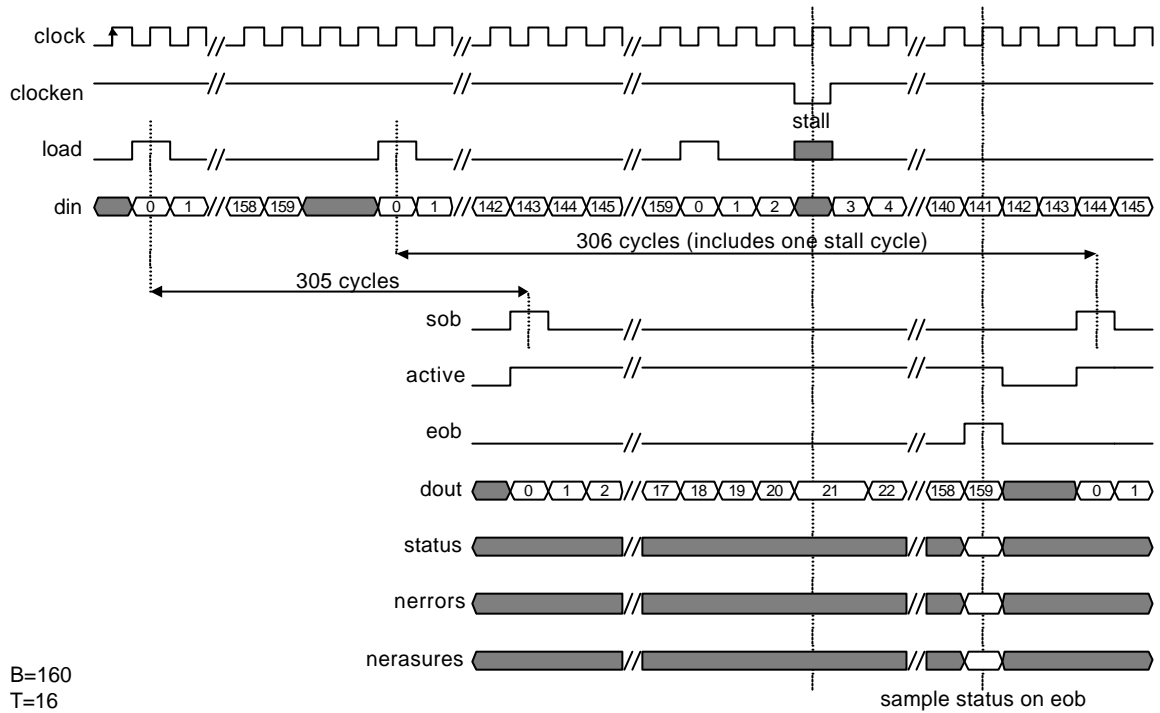 clock
clocken
stall
load
din 0 1 158 159 0 1 142 143 144 145 159 0 1 2 3 4 140 141 142 143 144 145
306 cycles (includes one stall cycle)
305 cycles
sob
active
eob
dout 0 1 2 17 18 19 20 21 22 158 159 0 1
status
nerrors
nerasures
B=160
T=16
sample status on eob